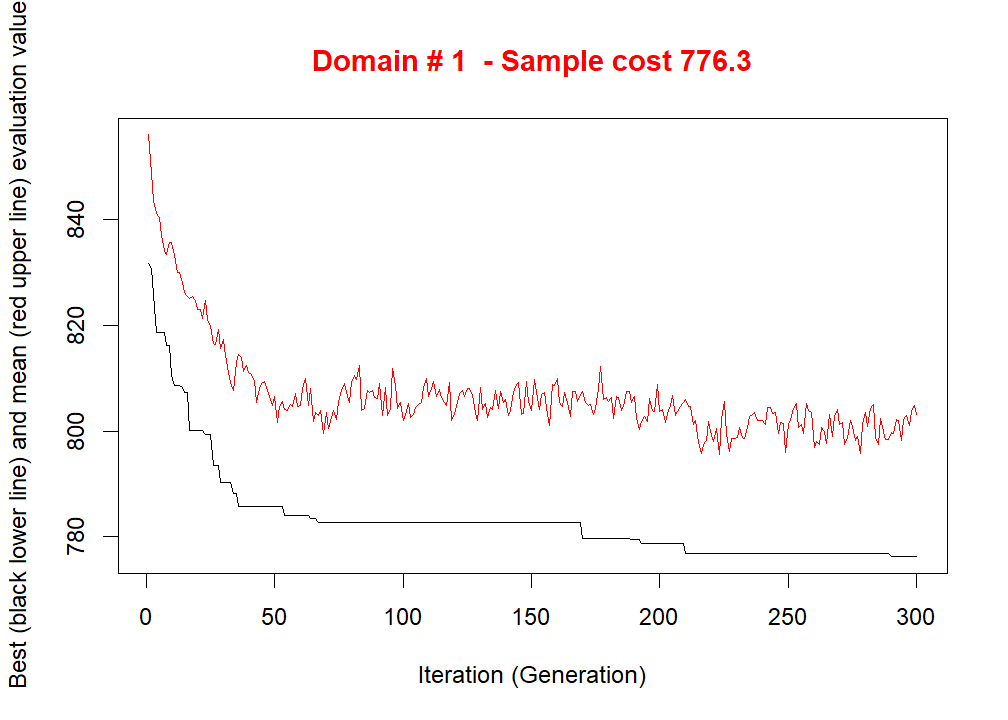 Domain # 1  - Sample cost 776.3
Best (black lower line) and mean (red upper line) evaluation value
840
820
800
780
0 50 100 150 200 250 300
Iteration (Generation)